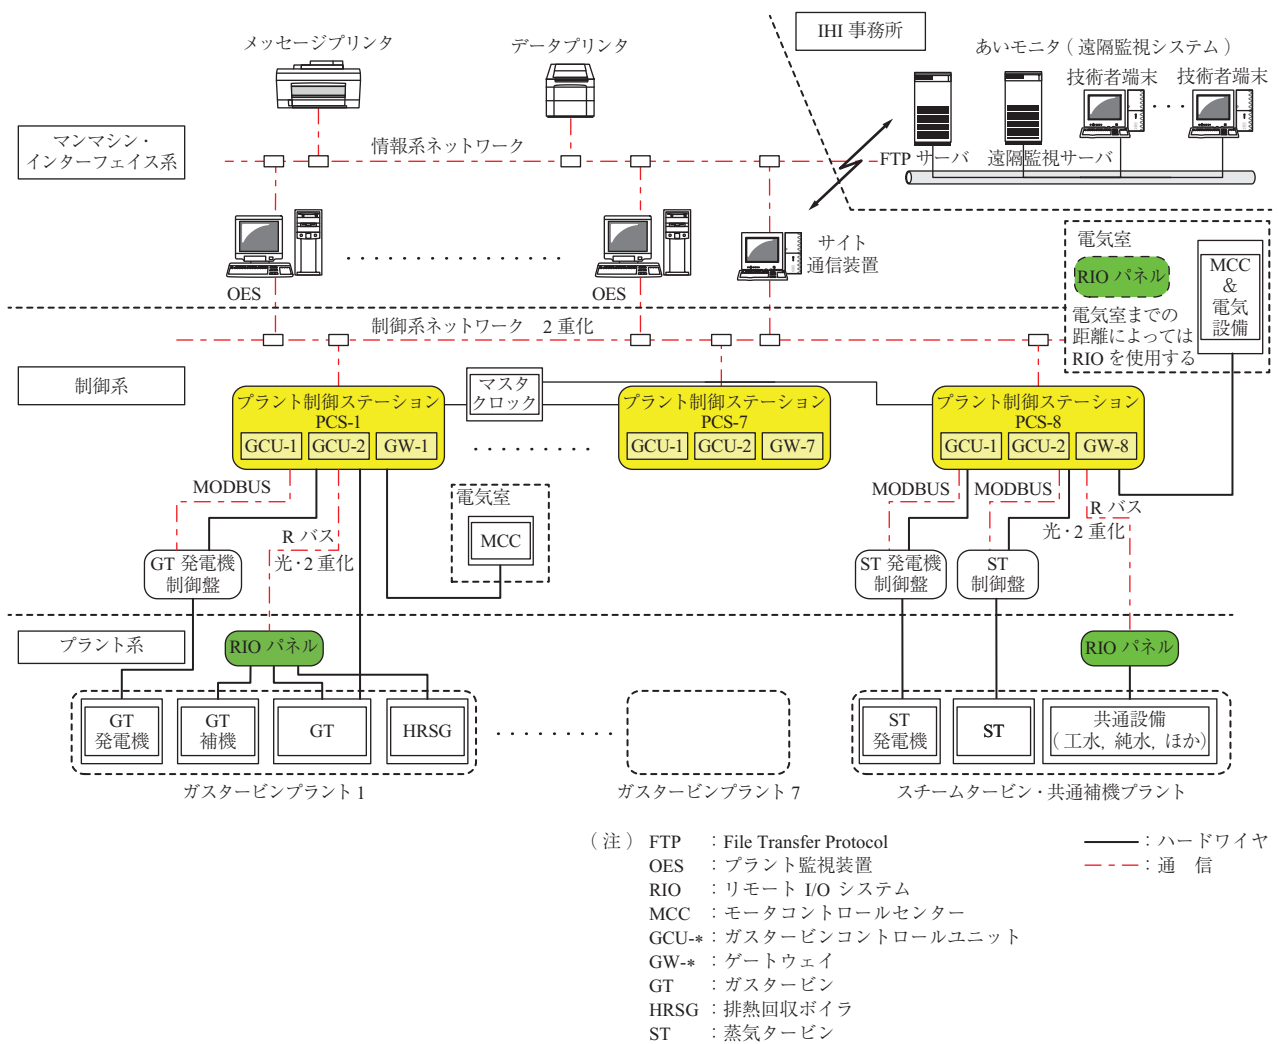 メッセージプリンタ
データプリンタ
IHI 事務所
あいモニタ ( 遠隔監視システム )
技術者端末
技術者端末
マンマシン・
インターフェイス系
情報系ネットワーク
FTP サーバ
遠隔監視サーバ
OES
OES
サイト
通信装置
電気室
RIO パネル
電気室までの
距離によっては
RIO を使用する
MCC
&
電気
設備
制御系ネットワーク 2 重化
制御系
マスタ
クロック
プラント制御ステーション
PCS-1
GCU-1
GCU-2
GW-1
プラント制御ステーション
PCS-7
GCU-1
GCU-2
GW-7
プラント制御ステーション
PCS-8
GCU-1
GCU-2
GW-8
MODBUS
R バス
光・2 重化
GT 発電機
制御盤
電気室
MCC
MODBUS
MODBUS
R バス
光・2 重化
ST 発電機
制御盤
ST
制御盤
プラント系
RIO パネル
RIO パネル
GT
発電機
GT
補機
GT
HRSG
ST
発電機
ST
共通設備
( 工水, 純水, ほか)
ガスタービンプラント 1
ガスタービンプラント 7
スチームタービン・共通補機プラント
( 注 ) FTP : File Transfer Protocol
OES : プラント監視装置
RIO : リモート I/O システム
MCC : モータコントロールセンター
GCU-* : ガスタービンコントロールユニット
GW-* : ゲートウェイ
GT : ガスタービン
HRSG : 排熱回収ボイラ
ST : 蒸気タービン
: ハードワイヤ
: 通 信